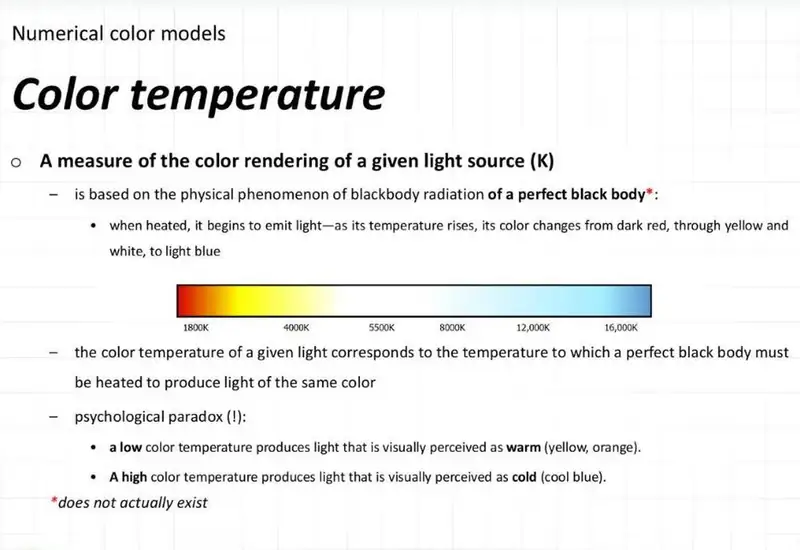 Numerical color models
Color temperature
o A measure of the color rendering of a given light source (K)
– is based on the physical phenomenon of blackbody radiation of a perfect black body*:
• when heated, it begins to emit light—as its temperature rises, its color changes from dark red, through yellow and
white, to light blue
1800K 4000K 5500K 8000K 12,000K 16,000K
– the color temperature of a given light corresponds to the temperature to which a perfect black body must
be heated to produce light of the same color
– psychological paradox (!):
• a low color temperature produces light that is visually perceived as warm (yellow, orange).
• A high color temperature produces light that is visually perceived as cold (cool blue).
*does not actually exist